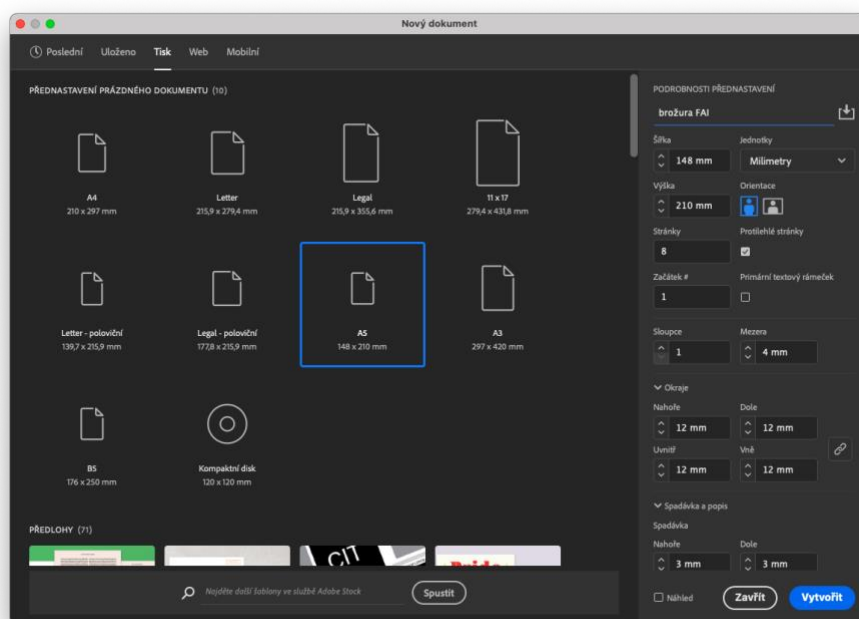 Nový dokument
Poslední Uloženo Tisk Web Mobilní
PŘEDNASTAVENÍ PRÁZDNÉHO DOKUMENTU (10)
A4
210 x 297 mm
Letter
215,9 x 279,4 mm
Legal
215,9 x 355,6 mm
11 x 17
279,4 x 431,8 mm
Letter - poloviční
139,7 x 215,9 mm
Legal - poloviční
177,8 x 215,9 mm
A5
148 x 210 mm
A3
297 x 420 mm
B5
176 x 250 mm
Kompaktní disk
120 x 120 mm
PŘEDLOHY (71)
CIT
Pride
Najděte další šablony ve službě Adobe Stock
Spustit
PODROBNOSTI PŘEDNASTAVENÍ
brožura FAI
Šířka Jednotky
148 mm Milimetry
Výška Orientace
210 mm
Stránky Protilehlé stránky
8
Začátek # Primární textový rámeček
1
Sloupce Mezera
1 4 mm
Okraje
Nahoře Dole
12 mm 12 mm
Uvnitř Vně
12 mm 12 mm
Spadávka a popis
Spadávka
Nahoře Dole
3 mm 3 mm
Náhled Zavřít Vytvořit